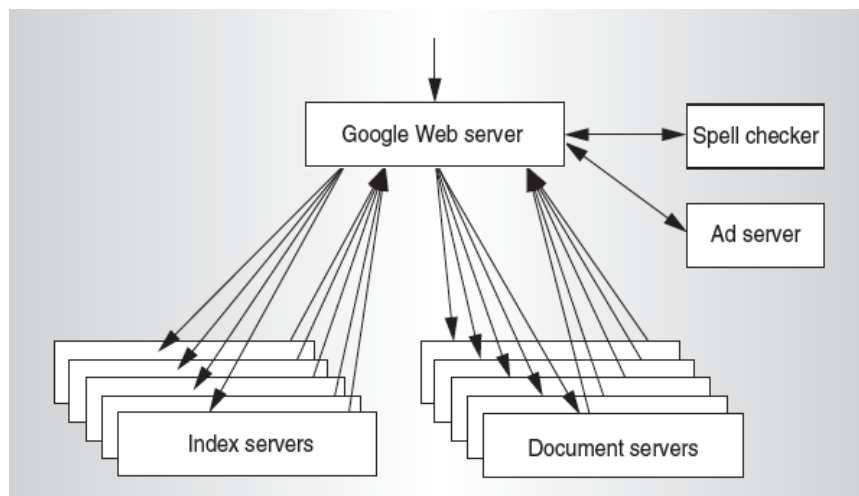 Google Web server
Spell checker
Ad server
Index servers
Document servers